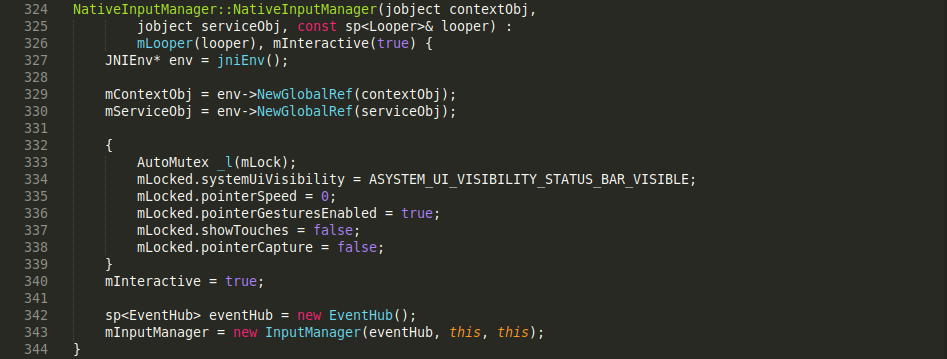 324 NativeInputManager::NativeInputManager(jobject contextObj,
325         jobject serviceObj, const sp<Looper>& looper) :
326         mLooper(looper), mInteractive(true) {
327     JNIEnv* env = jniEnv();
328
329     mContextObj = env->NewGlobalRef(contextObj);
330     mServiceObj = env->NewGlobalRef(serviceObj);
331
332     {
333         AutoMutex _l(mLock);
334         mLocked.systemUiVisibility = ASYSTEM_UI_VISIBILITY_STATUS_BAR_VISIBLE;
335         mLocked.pointerSpeed = 0;
336         mLocked.pointerGesturesEnabled = true;
337         mLocked.showTouches = false;
338         mLocked.pointerCapture = false;
339     }
340     mInteractive = true;
341
342     sp<EventHub> eventHub = new EventHub();
343     mInputManager = new InputManager(eventHub, this, this);
344 }